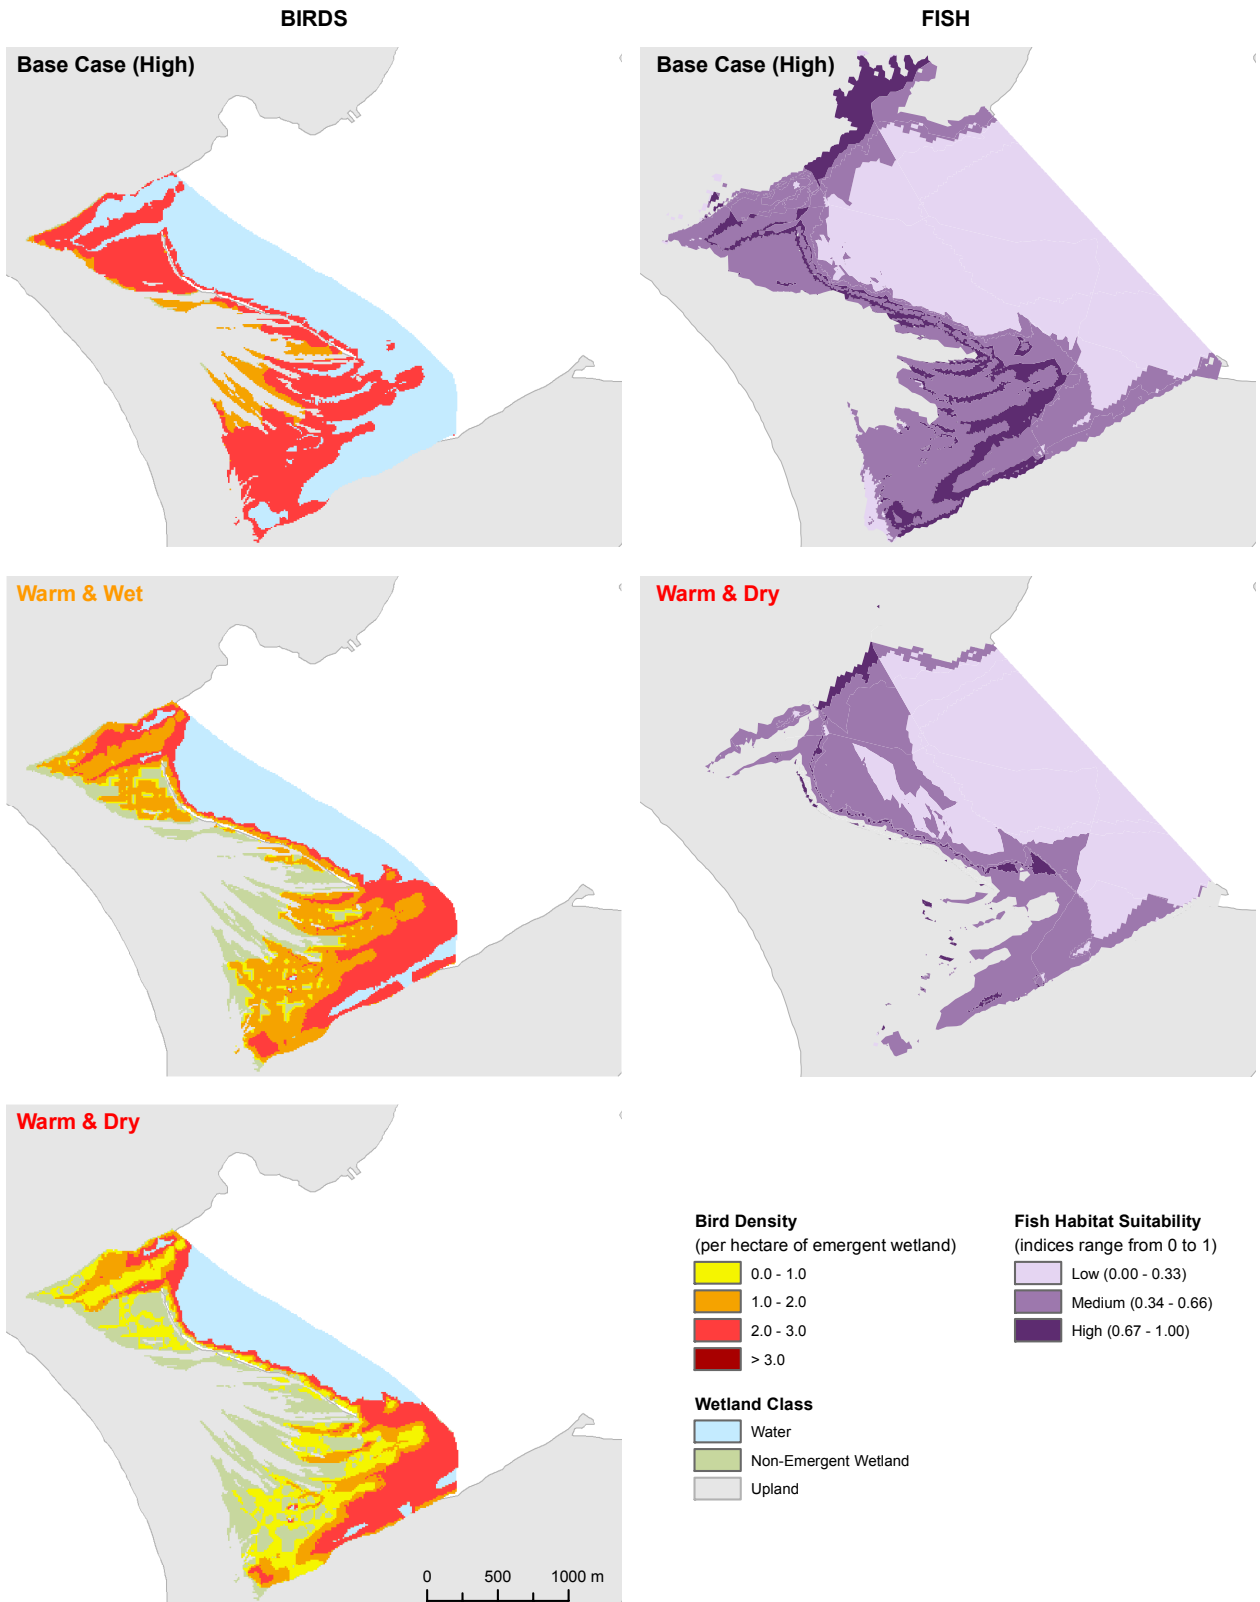 BIRDS
FISH
Base Case (High)
Base Case (High)
Warm & Wet
Warm & Dry
Warm & Dry
Bird Density
(per hectare of emergent wetland)
0.0 - 1.0
1.0 - 2.0
2.0 - 3.0
> 3.0
Wetland Class
Water
Non-Emergent Wetland
Upland
Fish Habitat Suitability
(indices range from 0 to 1)
Low (0.00 - 0.33)
Medium (0.34 - 0.66)
High (0.67 - 1.00)
0 500 1000 m